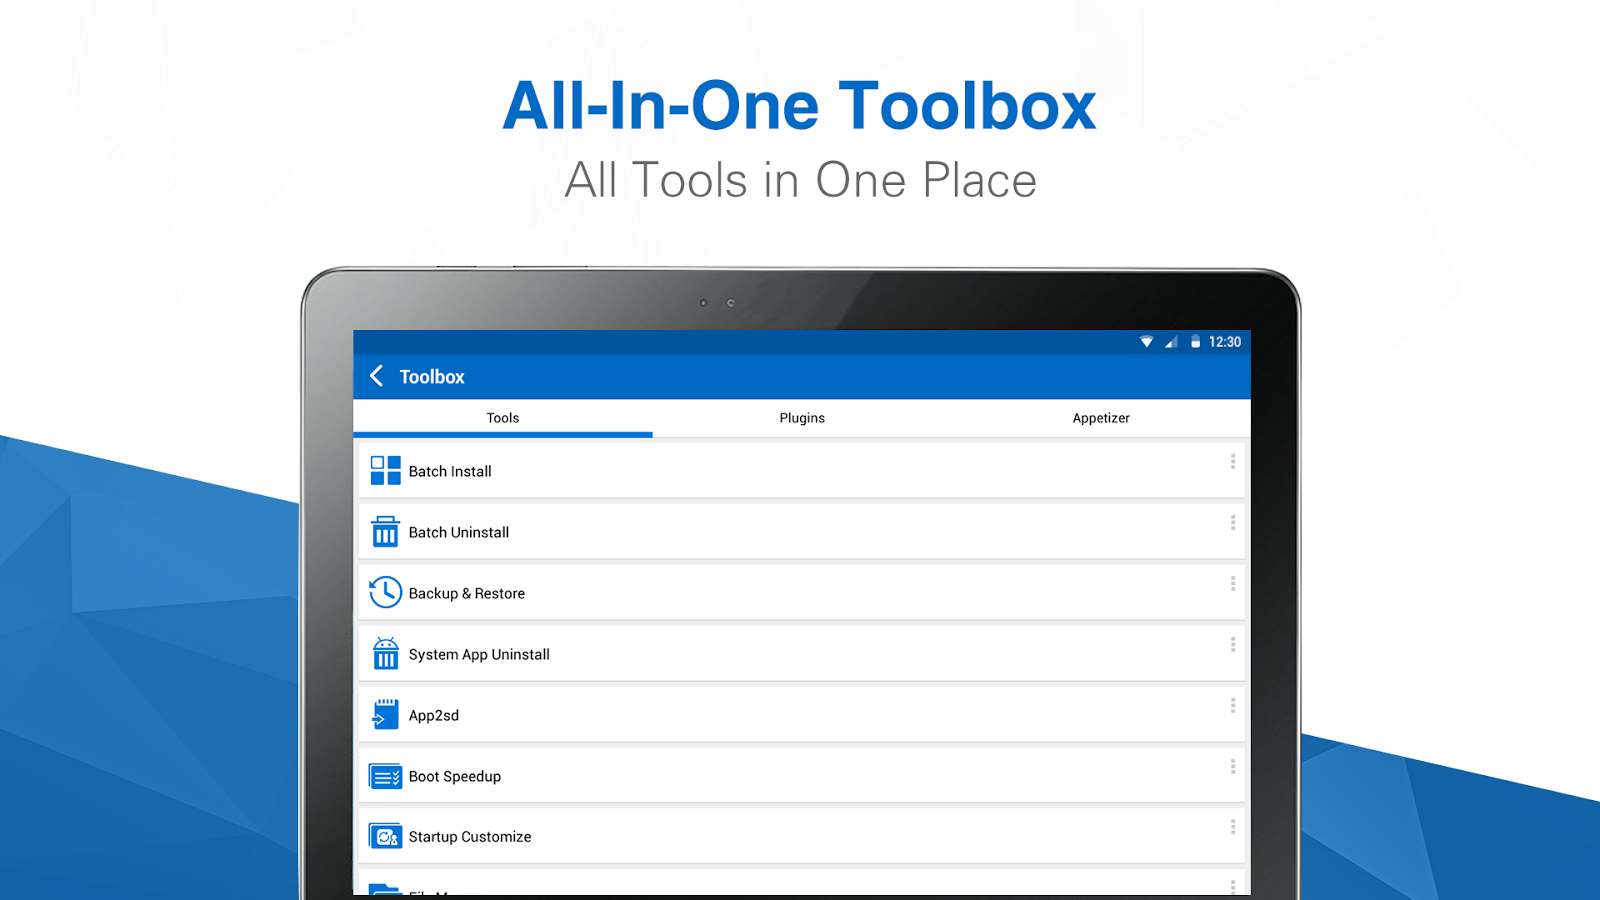 All-In-One Toolbox
All Tools in One Place
12:30
Toolbox
Tools
Plugins
Appetizer
Batch Install
Batch Uninstall
Backup & Restore
System App Uninstall
App2sd
Boot Speedup
Startup Customize